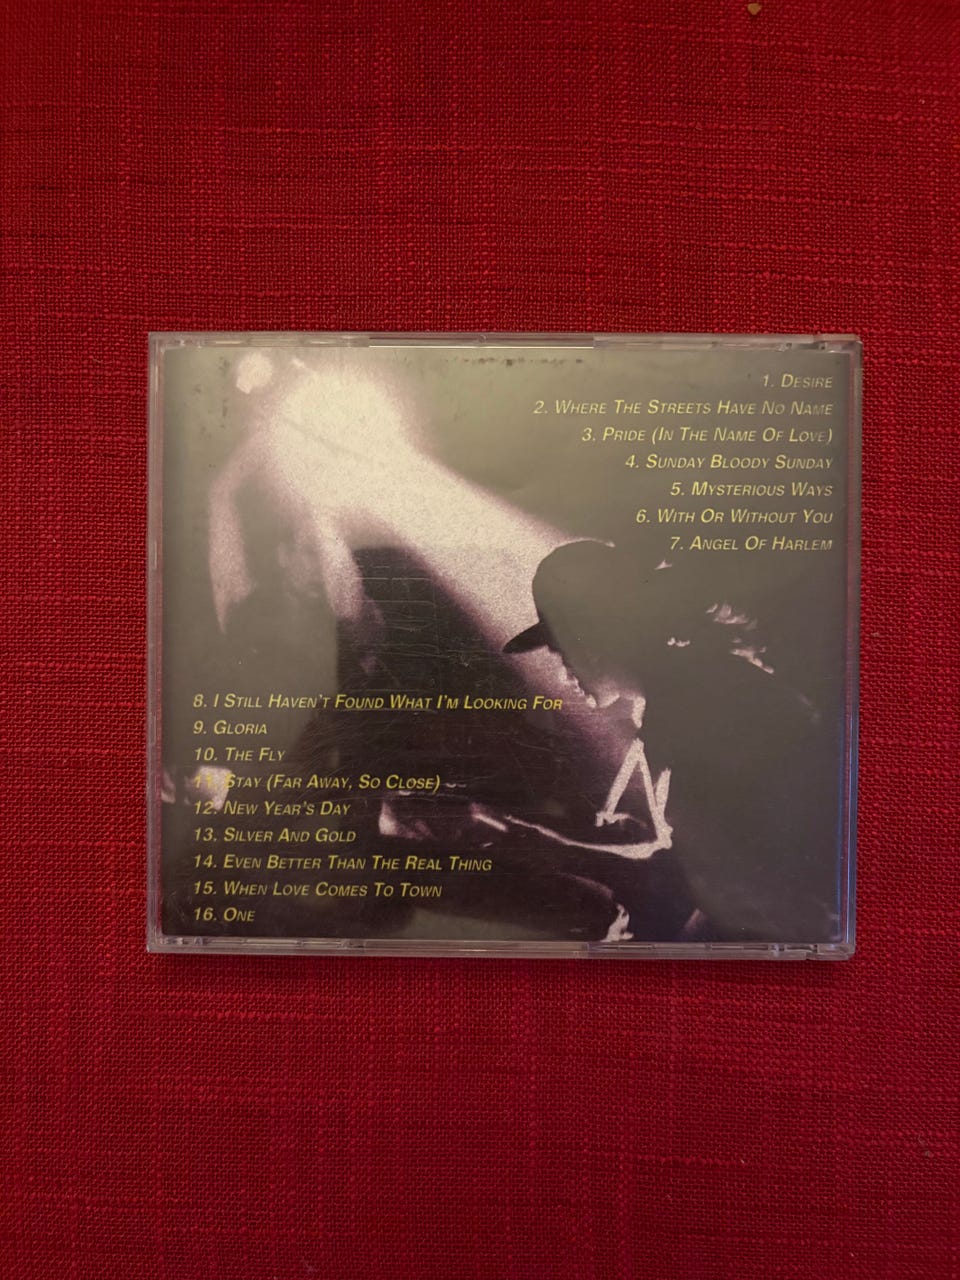 1. Desire
2. Where The Streets Have No Name
3. Pride (In The Name Of Love)
4. Sunday Bloody Sunday
5. Mysterious Ways
6. With Or Without You
7. Angel Of Harlem
8. I Still Haven't Found What I'm Looking For
9. Gloria
10. The Fly
11. Stay (Far Away, So Close)
12. New Year's Day
13. Silver And Gold
14. Even Better Than The Real Thing
15. When Love Comes To Town
16. One